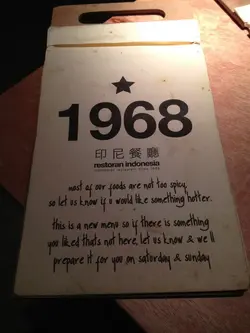 1968
印尼餐廳
restoran indonesia
most of our foods are not too spicy,
so let us know if u would like something hotter.
this is a new menu so if there is something
you liked thats not here, let us know & we'll
prepare it for you on saturday & sunday